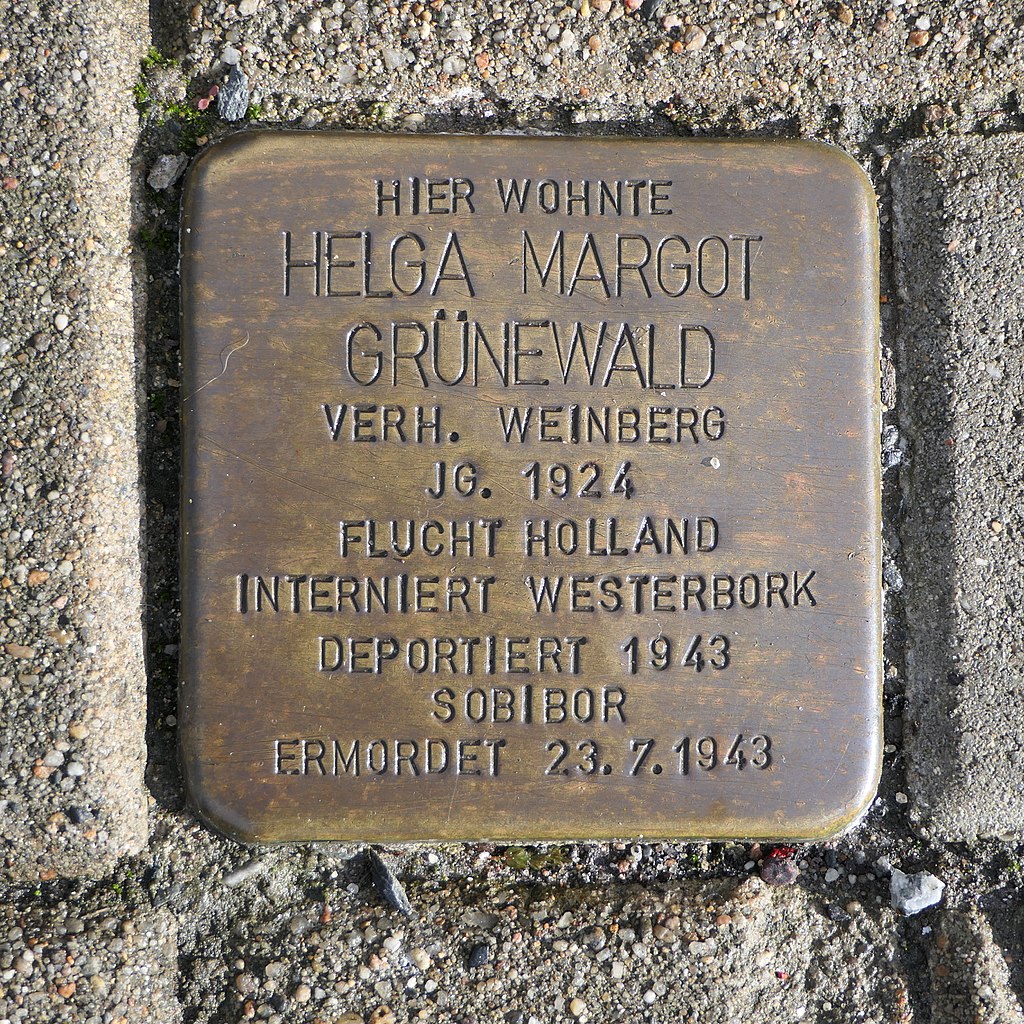 HIER WOHNTE
HELGA MARGOT
GRÜNEWALD
VERH. WEINBERG
JG. 1924
FLUCHT HOLLAND
INTERNIERT WESTERBORK
DEPORTIERT 1943
SOBIBOR
ERMORDET 23.7.1943